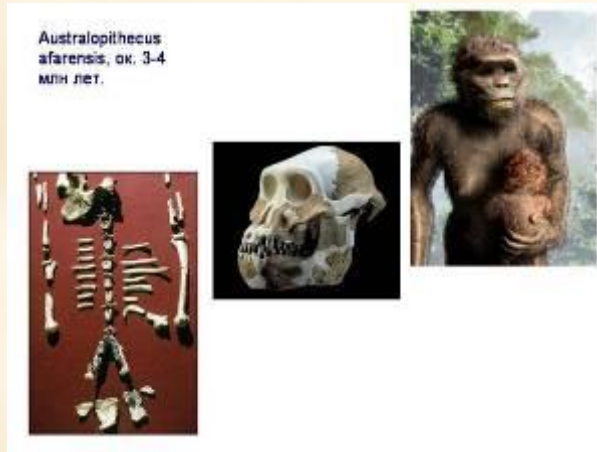 Australopithecus
afarensis, ок. 3-4
млн лет.